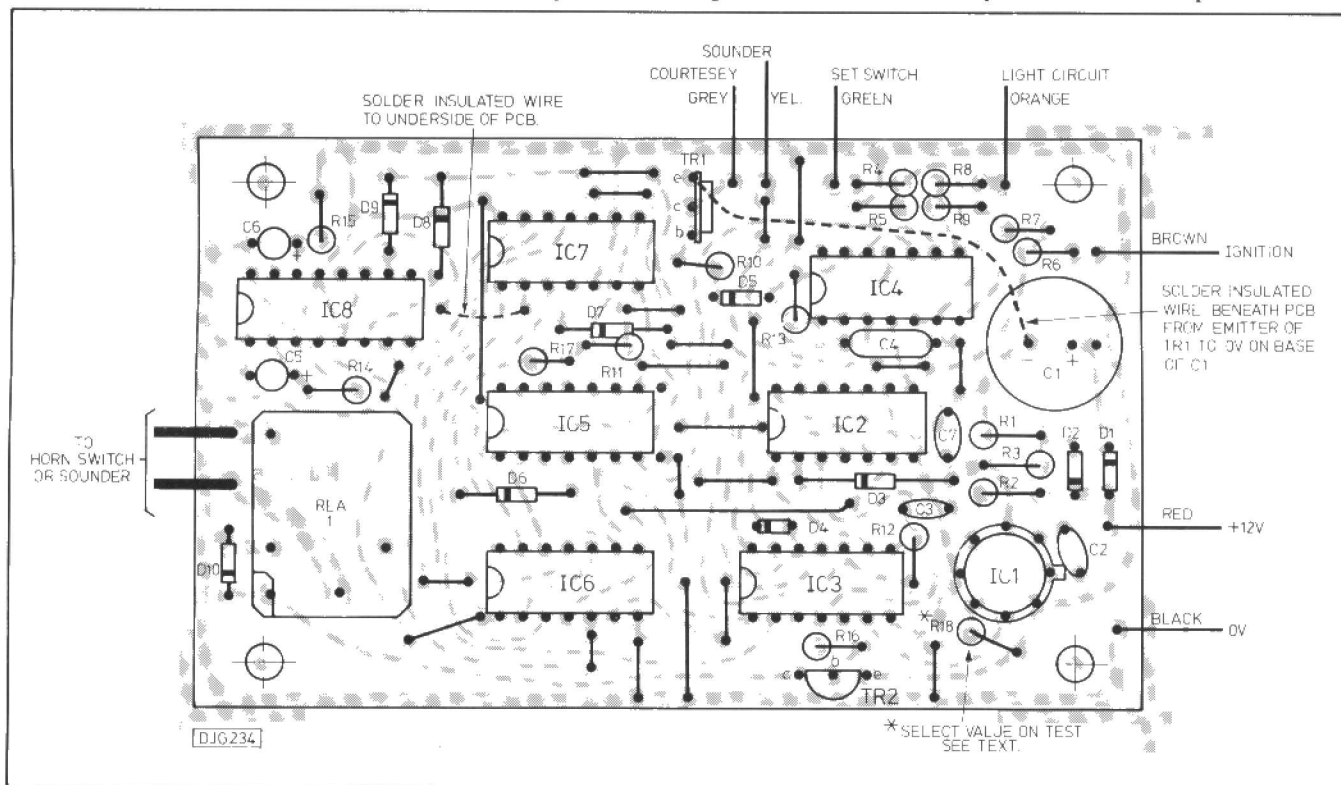 SOUNDER
COURTESEY
SET SWITCH
LIGHT CIRCUIT
GREY
YEL.
GREEN
ORANGE
SOLDER INSULATED WIRE
TO UNDERSIDE OF PCB.
TR1
e
c
b
R4
R8
R5
R9
R7
R6
BROWN
IGNITION
C6
+
R15
D9
D8
IC7
R10
D5
IC4
SOLDER INSULATED
WIRE BENEATH PCB
FROM EMITTER OF
TR1 TO 0V ON BASE
OF C1
IC8
D7
R13
C4
R17
R11
−
+
C1
C5
+
R14
IC5
IC2
C7
R1
R3
R2
D2
D1
TO
HORN SWITCH
OR SOUNDER
RLA
1
D6
D3
C3
D4
R12
RED
+12V
D10
IC6
IC3
IC1
C2
* R18
BLACK
0V
R16
c
b
e
TR2
DJG234
* SELECT VALUE ON TEST
SEE TEXT.